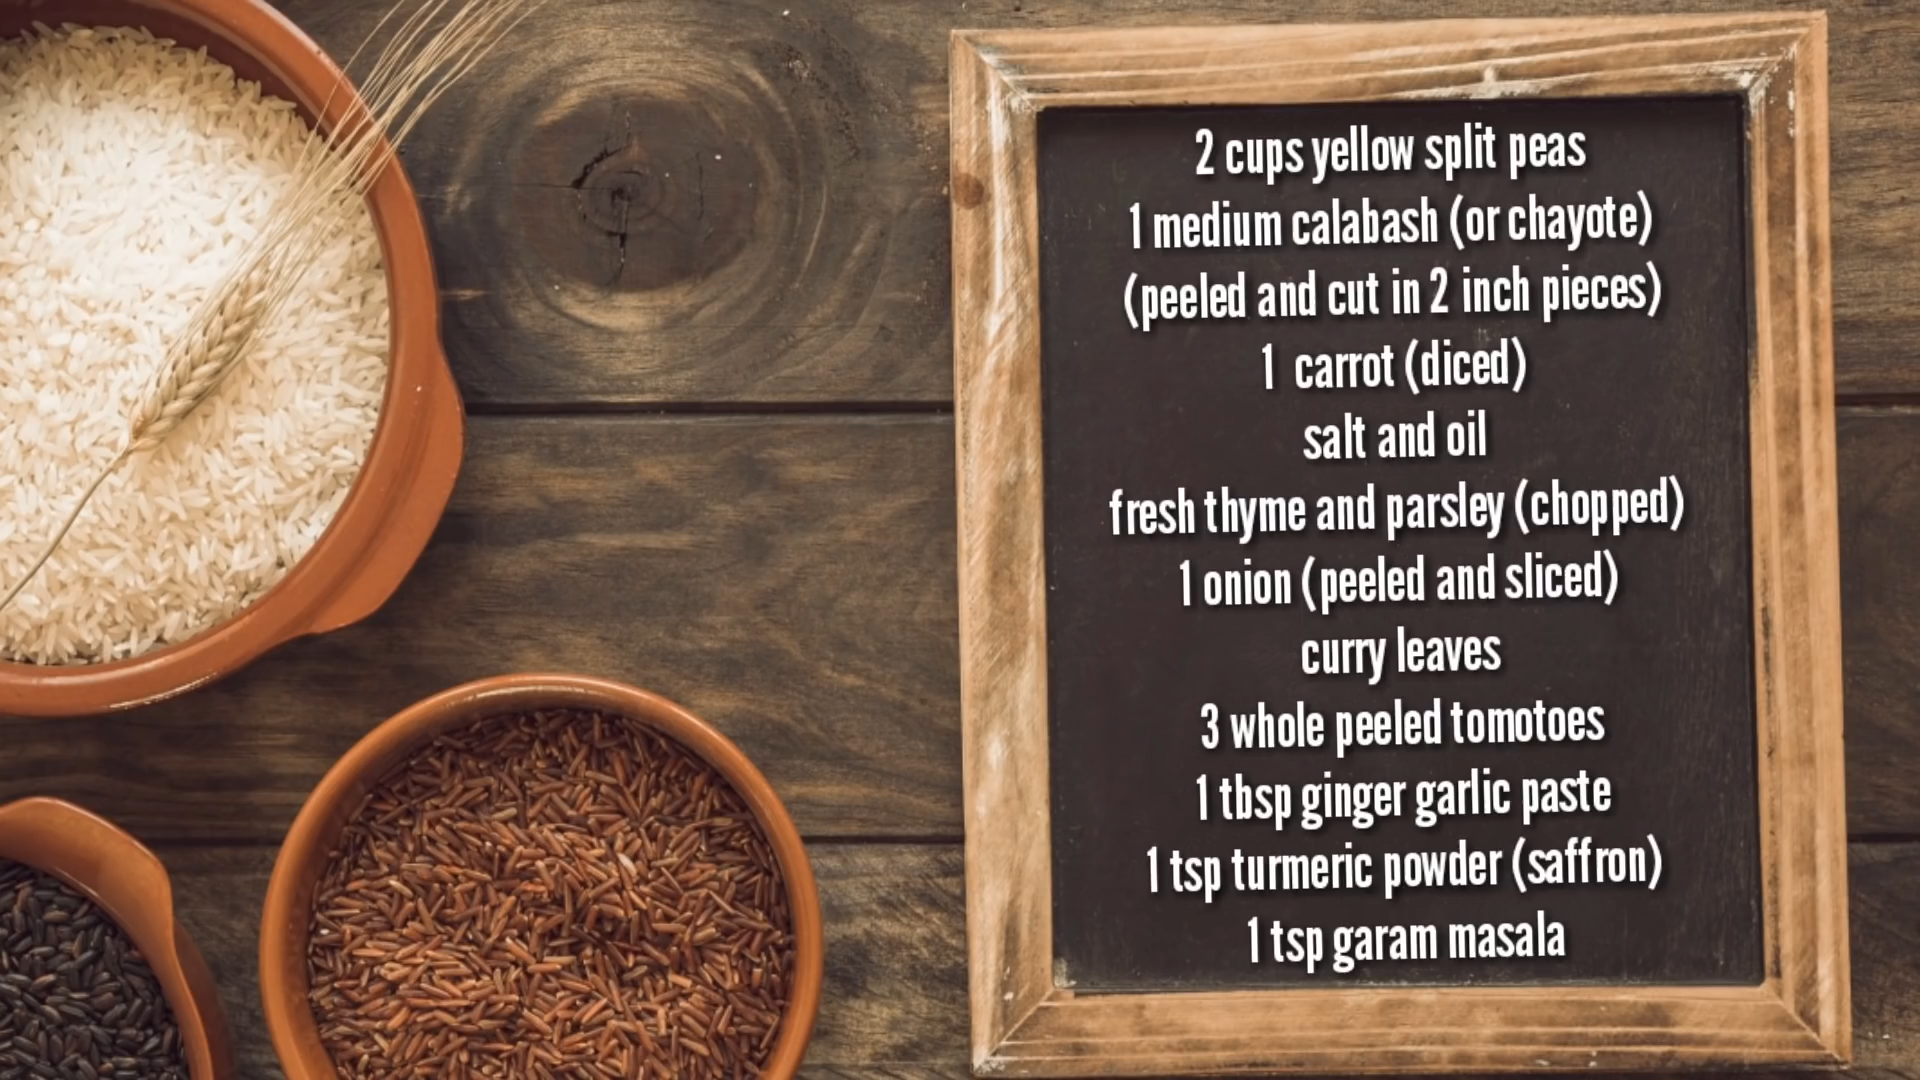 2 cups yellow split peas
1 medium calabash (or chayote)
(peeled and cut in 2 inch pieces)
1 carrot (diced)
salt and oil
fresh thyme and parsley (chopped)
1 onion (peeled and sliced)
curry leaves
3 whole peeled tomotoes
1 tbsp ginger garlic paste
1 tsp turmeric powder (saffron)
1 tsp garam masala